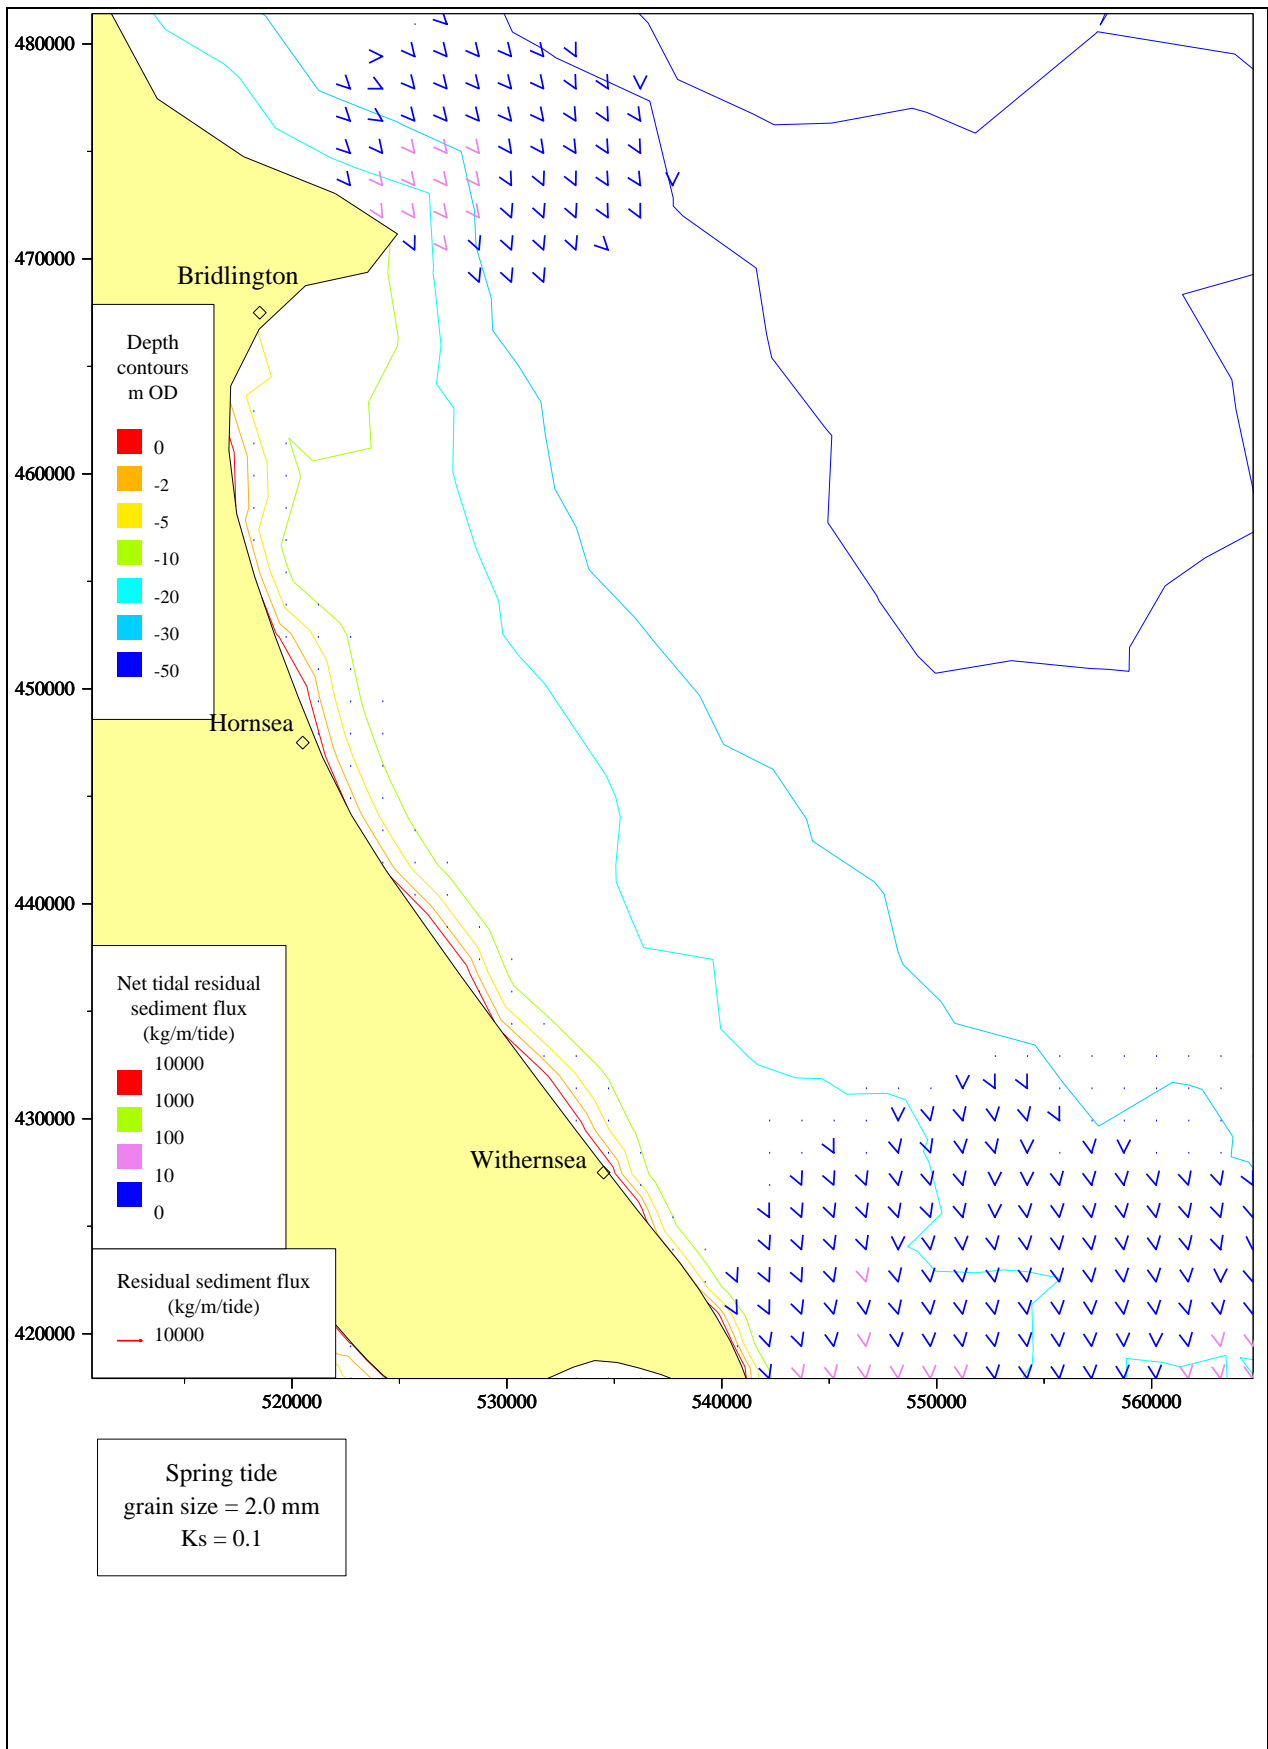 480000
470000
Bridlington
Depth
contours
m OD
0
-2
-5
-10
-20
-30
-50
460000
450000
Hornsea
440000
Net tidal residual
sediment flux
(kg/m/tide)
10000
1000
100
10
0
430000
Withernsea
Residual sediment flux
(kg/m/tide)
10000
420000
520000 530000 540000 550000 560000
Spring tide
grain size = 2.0 mm
Ks = 0.1